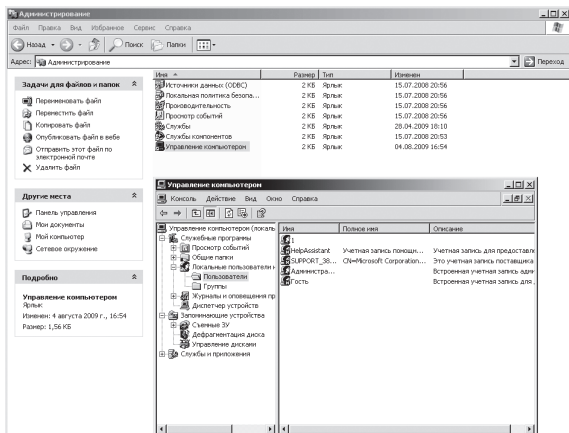 Администрирование
Файл Правка Вид Избранное Сервис Справка
Назад Поиск Папки
Адрес: Администрирование Переход
Задачи для файлов и папок
Переименовать файл
Переместить файл
Копировать файл
Опубликовать файл в вебе
Отправить этот файл по
электронной почте
Удалить файл
Другие места
Панель управления
Мои документы
Мой компьютер
Сетевое окружение
Подробно
Управление компьютером
Ярлык
Изменен: 4 августа 2009 г., 16:54
Размер: 1,56 КБ
Имя Размер Тип Изменен
Источники данных (ODBC) 2 КБ Ярлык 15.07.2008 20:56
Локальная политика безопа... 2 КБ Ярлык 15.07.2008 20:56
Производительность 2 КБ Ярлык 15.07.2008 20:56
Просмотр событий 2 КБ Ярлык 15.07.2008 20:56
Службы 2 КБ Ярлык 28.04.2009 18:10
Службы компонентов 2 КБ Ярлык 15.07.2008 20:53
Управление компьютером 2 КБ Ярлык 04.08.2009 16:54
Управление компьютером
Консоль Действие Вид Окно Справка
Управление компьютером (локаль
Служебные программы
Просмотр событий
Общие папки
Локальные пользователи и
Пользователи
Группы
Журналы и оповещения пр
Диспетчер устройств
Запоминающие устройства
Съемные ЗУ
Дефрагментация диска
Управление дисками
Службы и приложения
Имя Полное имя Описание
1
HelpAssistant Учетная запись помощн... Учетная запись для предоставле
SUPPORT_38... CN=Microsoft Corporation... Это учетная запись поставщика
Администра... Встроенная учетная запись адми
Гость Встроенная учетная запись для